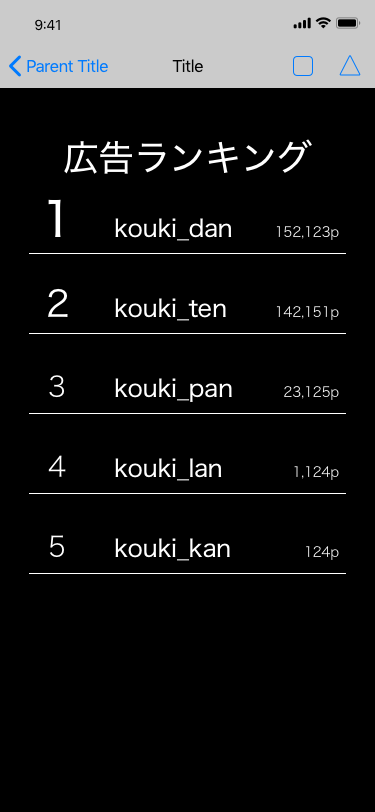 9:41
Parent Title Title
広告ランキング
1 kouki_dan 152,123p
2 kouki_ten 142,151p
3 kouki_pan 23,125p
4 kouki_lan 1,124p
5 kouki_kan 124p